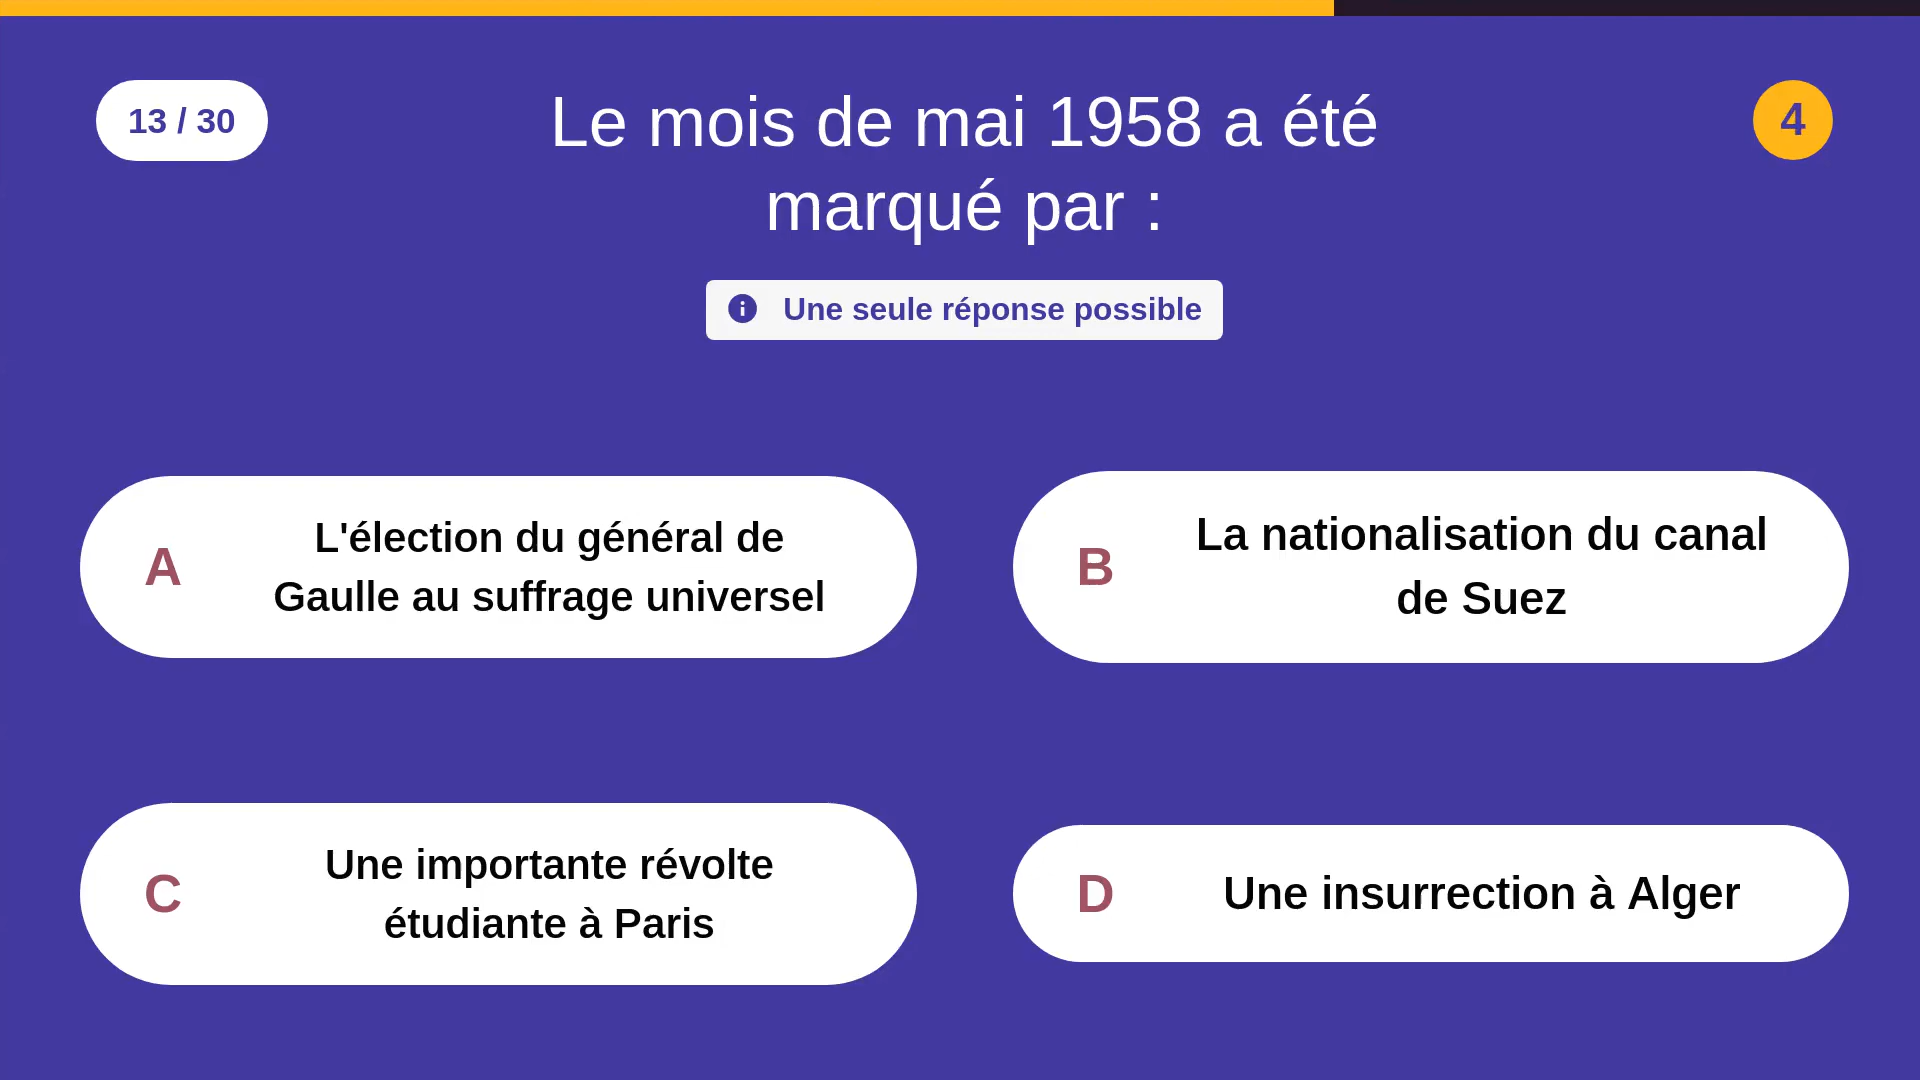 13 / 30
Le mois de mai 1958 a été
marqué par :
4
Une seule réponse possible
A
L'élection du général de
Gaulle au suffrage universel
B
La nationalisation du canal
de Suez
C
Une importante révolte
étudiante à Paris
D
Une insurrection à Alger